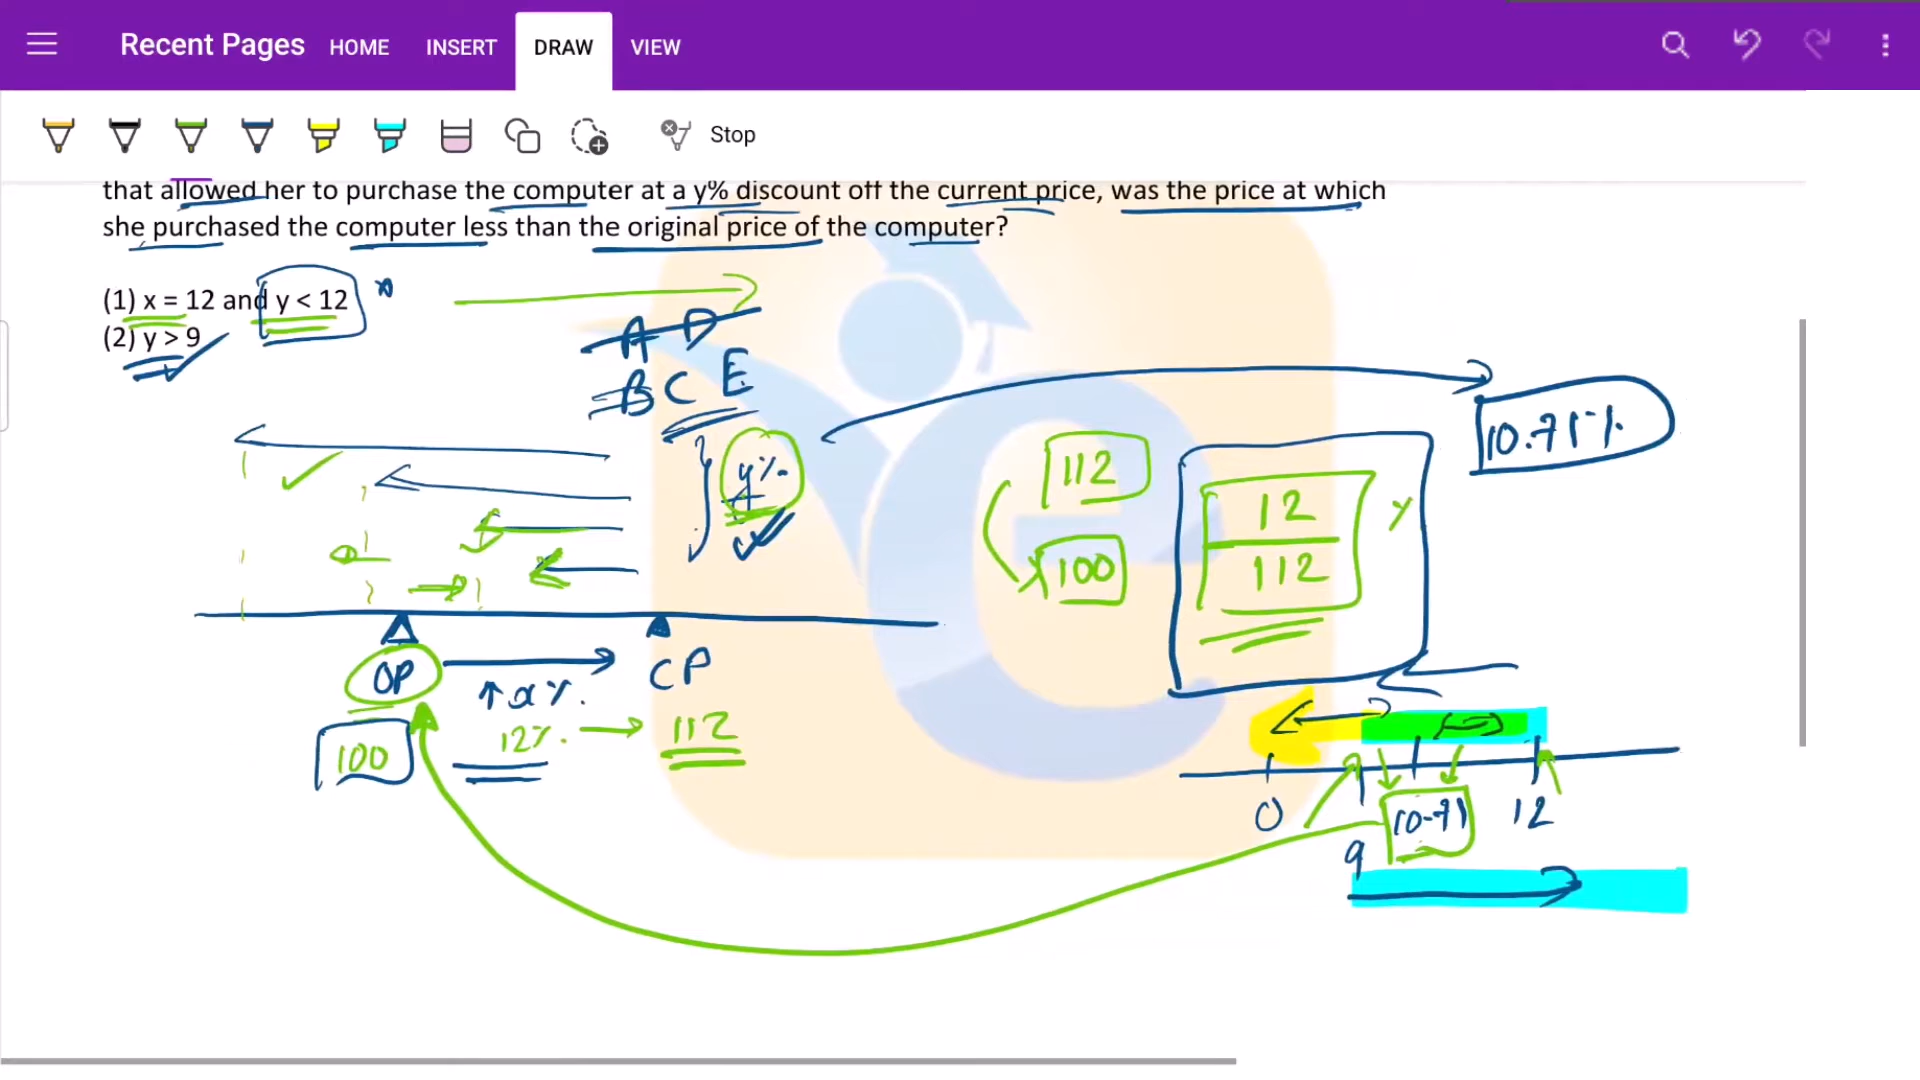 Recent Pages HOME INSERT DRAW VIEW
Stop
that allowed her to purchase the computer at a y% discount off the current price, was the price at which
she purchased the computer less than the original price of the computer?
(1) x = 12 and y < 12
(2) y > 9
A D
B C E
10.71%
y%
112
100
12
112
y
OP
CP
↑ x%.
12%.
112
100
0
9
10.71
12